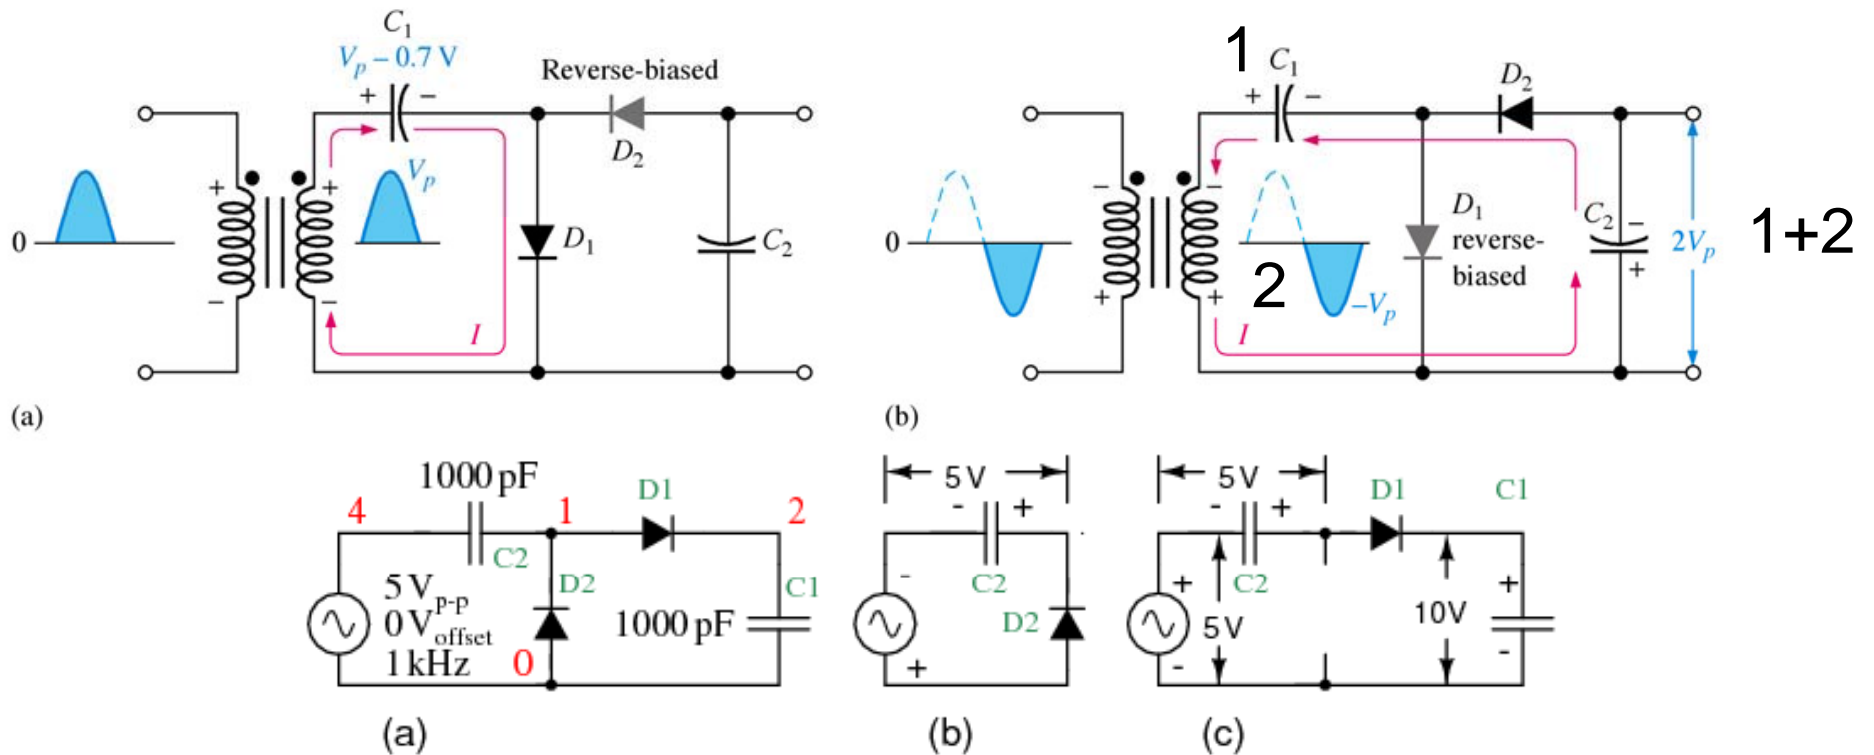 C₁
Vₚ – 0.7 V
+ –
Reverse-biased
D₂
Vₚ
+ +
0
D₁
C₂
– –
I
(a)
1
C₁
D₂
+ –
– –
D₁
reverse-
biased
C₂
–
+
2Vₚ
1+2
0
2
–Vₚ
+ +
I
(b)
1000 pF
4
1
D1
2
C2
D2
C1
5 Vp-p
0 Voffset
1 kHz
1000 pF
0
(a)
5 V
- +
C2
-
D2
+
(b)
5 V
- +
D1
C1
C2
+
5 V
-
10V
+
-
(c)